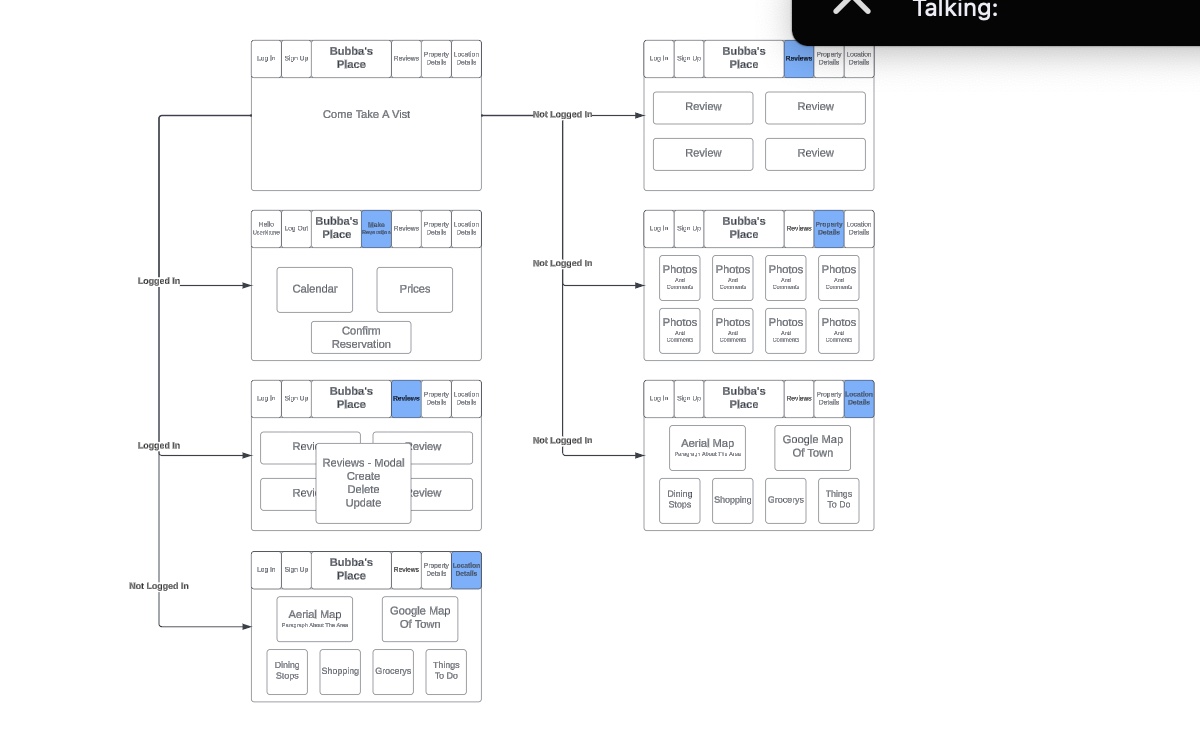 Talking:
Log In Sign Up Bubba's Place Reviews Property Details Location Details
Come Take A Vist
Not Logged In
Log In Sign Up Bubba's Place Reviews Property Details Location Details
Review Review
Review Review
Logged In
Hello UserName Log Out Bubba's Place Make Reservation Reviews Property Details Location Details
Calendar Prices
Confirm
Reservation
Not Logged In
Log In Sign Up Bubba's Place Reviews Property Details Location Details
Photos Photos Photos Photos
And And And And
Comments Comments Comments Comments
Photos Photos Photos Photos
And And And And
Comments Comments Comments Comments
Logged In
Log In Sign Up Bubba's Place Reviews Property Details Location Details
Reviews - Modal
Create
Delete
Update
Not Logged In
Log In Sign Up Bubba's Place Reviews Property Details Location Details
Aerial Map
Paragraph About The Area
Google Map
Of Town
Dining
Stops
Shopping
Grocerys
Things
To Do
Not Logged In
Log In Sign Up Bubba's Place Reviews Property Details Location Details
Aerial Map
Paragraph About The Area
Google Map
Of Town
Dining
Stops
Shopping
Grocerys
Things
To Do